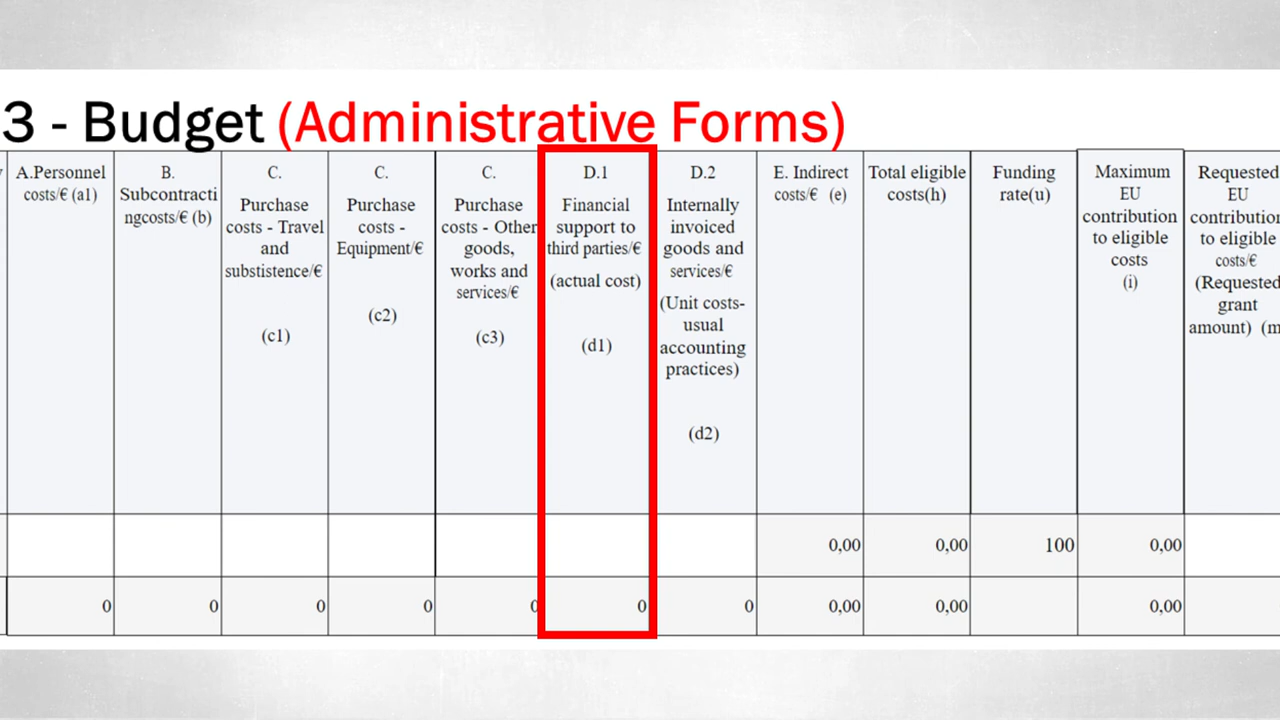 3 - Budget (Administrative Forms)
A.Personnel
costs/€ (a1)
B.
Subcontracti
ngcosts/€ (b)
C.
Purchase
costs - Travel
and
substistence/€
(c1)
C.
Purchase
costs -
Equipment/€
(c2)
C.
Purchase
costs - Other
goods,
works and
services/€
(c3)
D.1
Financial
support to
third parties/€
(actual cost)
(d1)
D.2
Internally
invoiced
goods and
services/€
(Unit costs-
usual
accounting
practices)
(d2)
E. Indirect
costs/€ (e)
Total eligible
costs(h)
Funding
rate(u)
Maximum
EU
contribution
to eligible
costs
(i)
Requested
EU
contribution
to eligible
costs/€
(Requested
grant
amount) (m
0,00 0,00 100 0,00
0 0 0 0 0 0 0 0,00 0,00 0,00